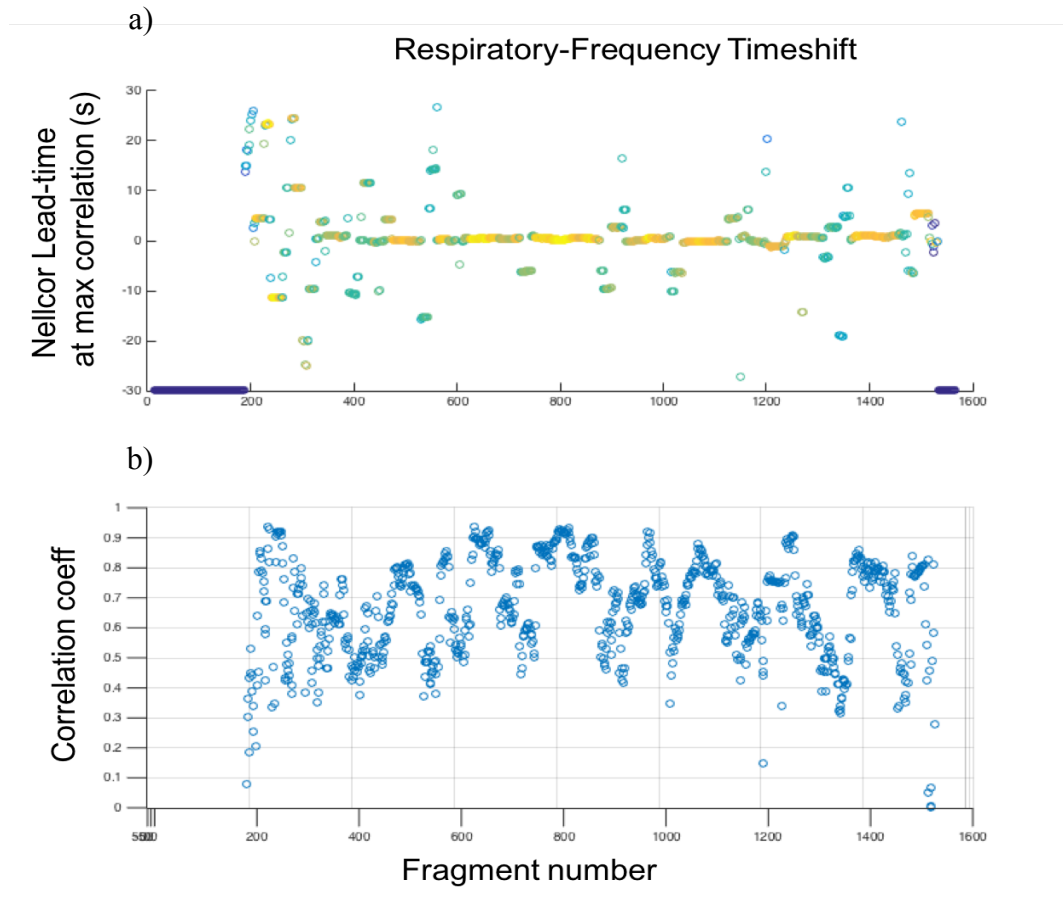 a)
Respiratory-Frequency Timeshift
Nellcor Lead-time
at max correlation (s)
30
20
10
0
-10
-20
-30
0 200 400 600 800 1000 1200 1400 1600
b)
Correlation coeff
1
0.9
0.8
0.7
0.6
0.5
0.4
0.3
0.2
0.1
0
200 400 600 800 1000 1200 1400 1600
Fragment number